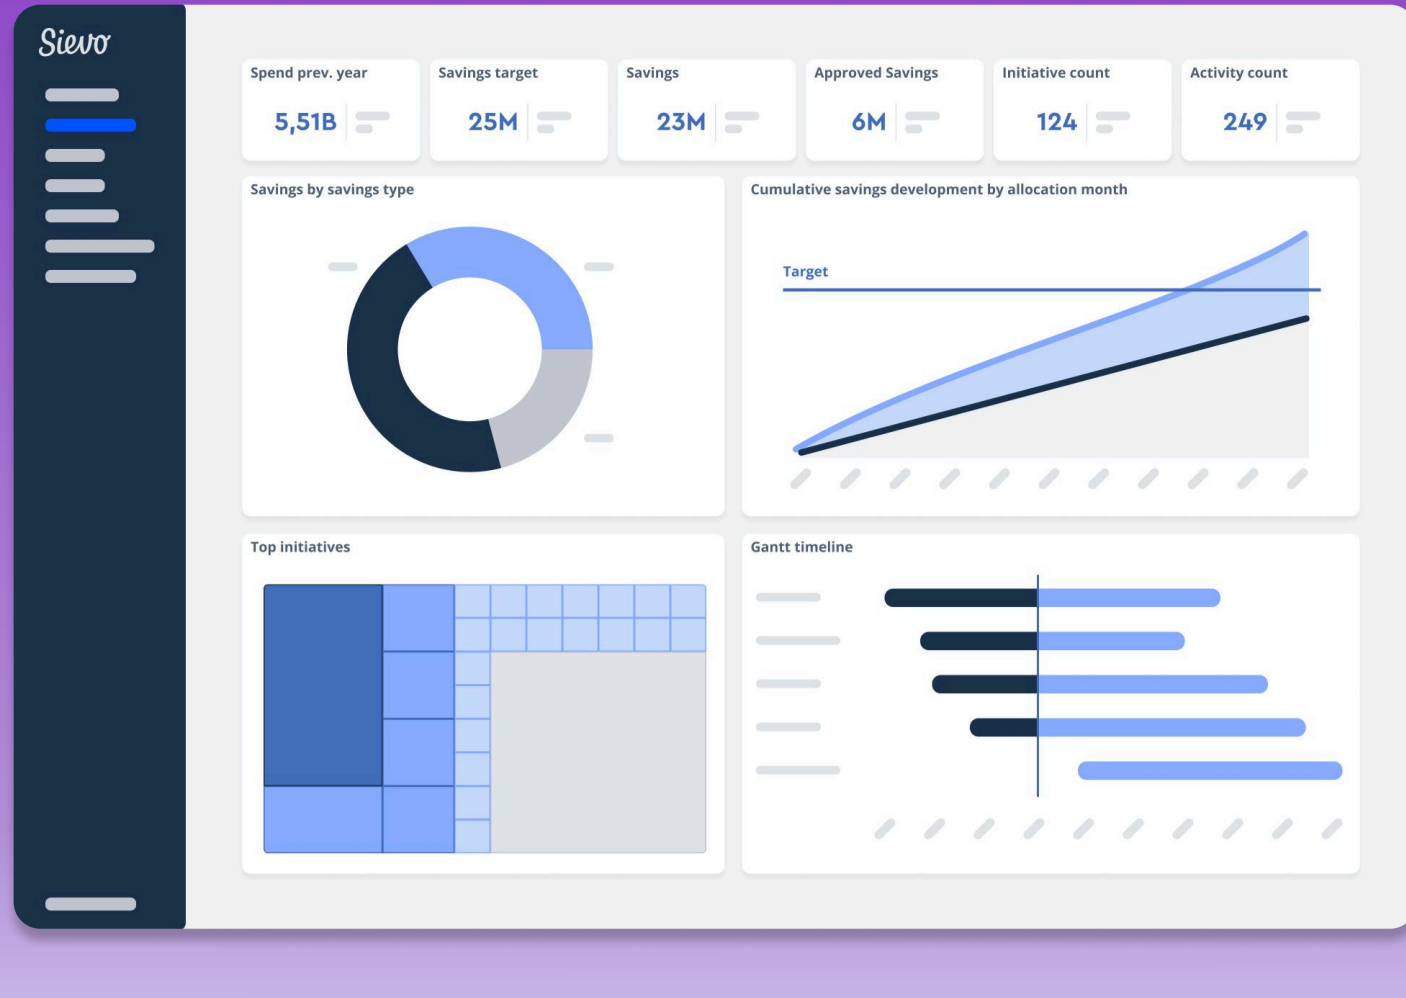 Sievo
Spend prev. year
5,51B
Savings target
25M
Savings
23M
Approved Savings
6M
Initiative count
124
Activity count
249
Savings by savings type
Cumulative savings development by allocation month
Target
Top initiatives
Gantt timeline